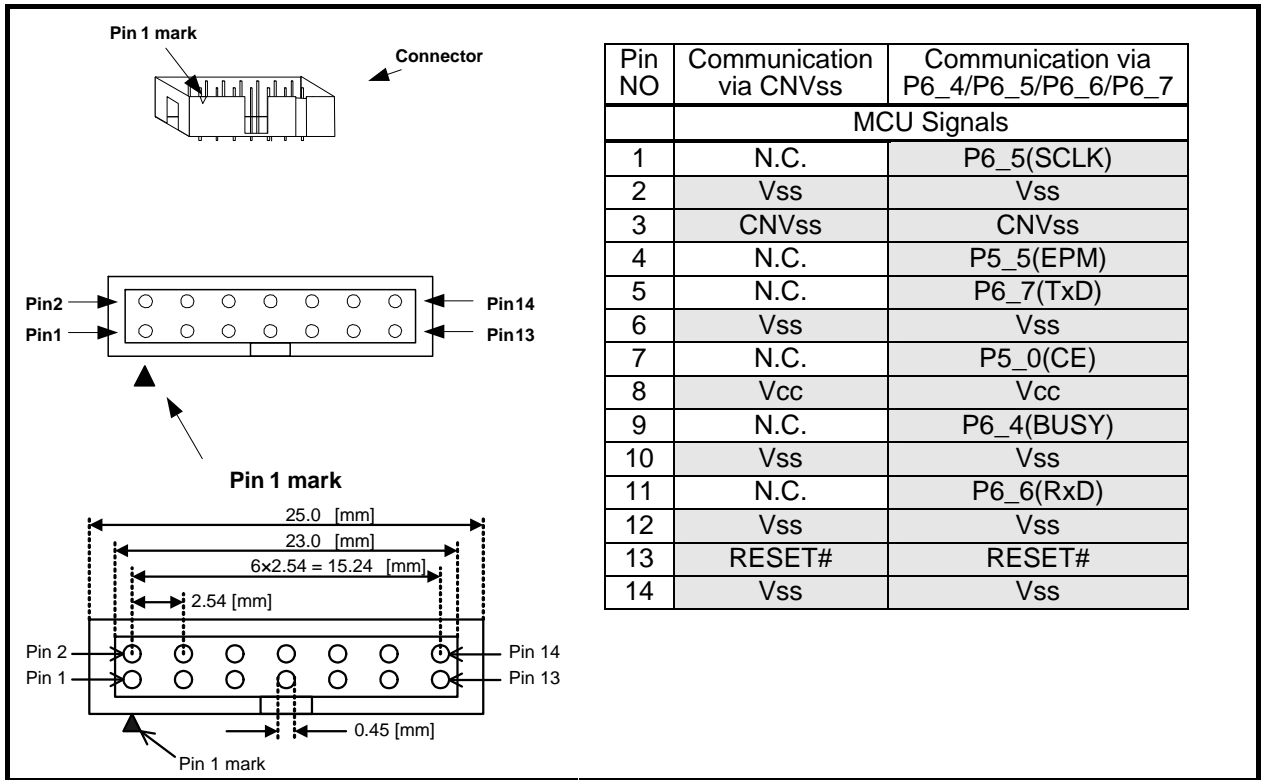 Pin 1 mark
Connector
Pin2
Pin1
Pin14
Pin13
Pin 1 mark
25.0 [mm]
23.0 [mm]
6×2.54 = 15.24 [mm]
2.54 [mm]
Pin 2
Pin 1
Pin 14
Pin 13
0.45 [mm]
Pin 1 mark
Pin NO Communication via CNVss Communication via P6_4/P6_5/P6_6/P6_7
MCU Signals
1 N.C. P6_5(SCLK)
2 Vss Vss
3 CNVss CNVss
4 N.C. P5_5(EPM)
5 N.C. P6_7(TxD)
6 Vss Vss
7 N.C. P5_0(CE)
8 Vcc Vcc
9 N.C. P6_4(BUSY)
10 Vss Vss
11 N.C. P6_6(RxD)
12 Vss Vss
13 RESET# RESET#
14 Vss Vss